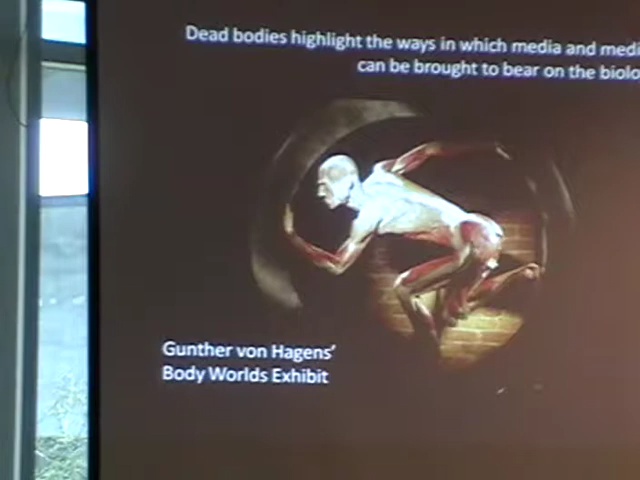 Dead bodies highlight the ways in which media and medi
can be brought to bear on the biolo
Gunther von Hagens'
Body Worlds Exhibit